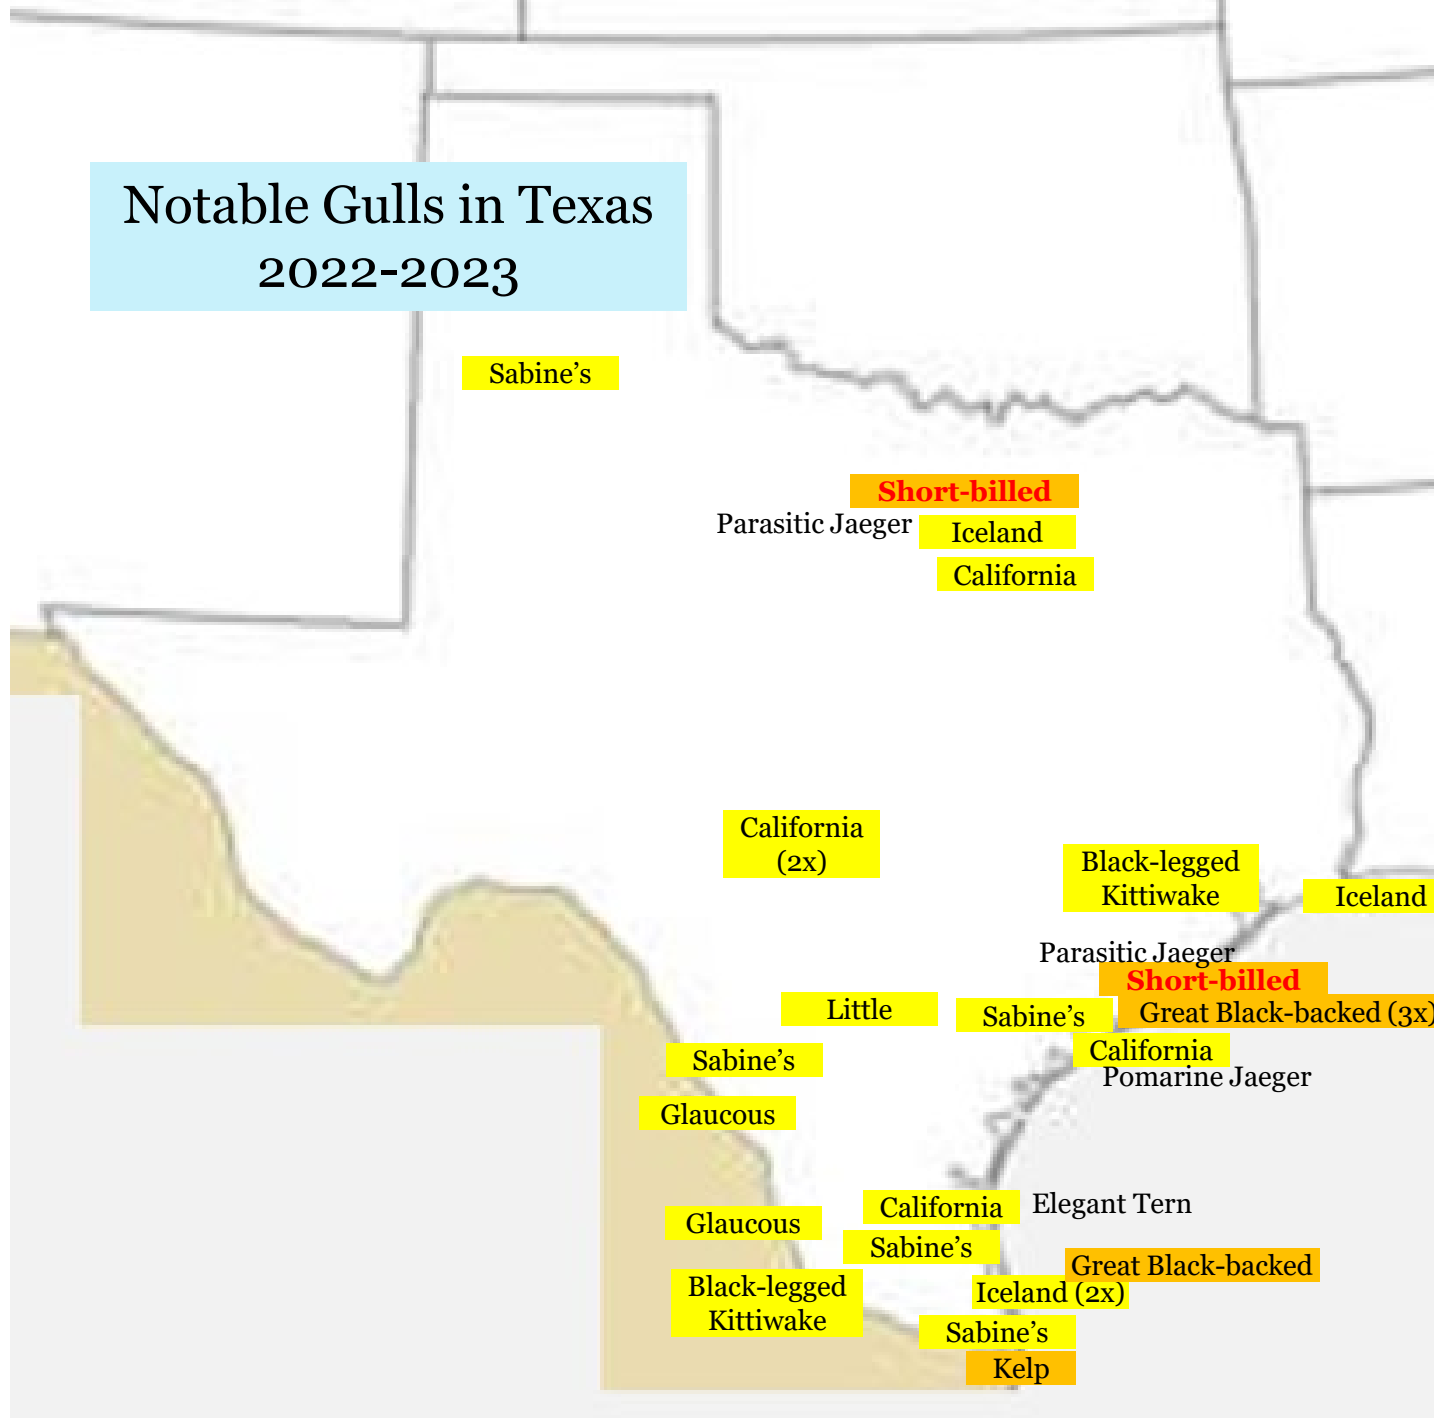 Notable Gulls in Texas
2022-2023
Sabine’s
Short-billed
Parasitic Jaeger
Iceland
California
California
(2x)
Black-legged
Kittiwake
Iceland
Parasitic Jaeger
Short-billed
Little
Sabine’s
Great Black-backed (3x)
California
Sabine’s
Pomarine Jaeger
Glaucous
California
Elegant Tern
Glaucous
Sabine’s
Great Black-backed
Black-legged
Kittiwake
Iceland (2x)
Sabine’s
Kelp